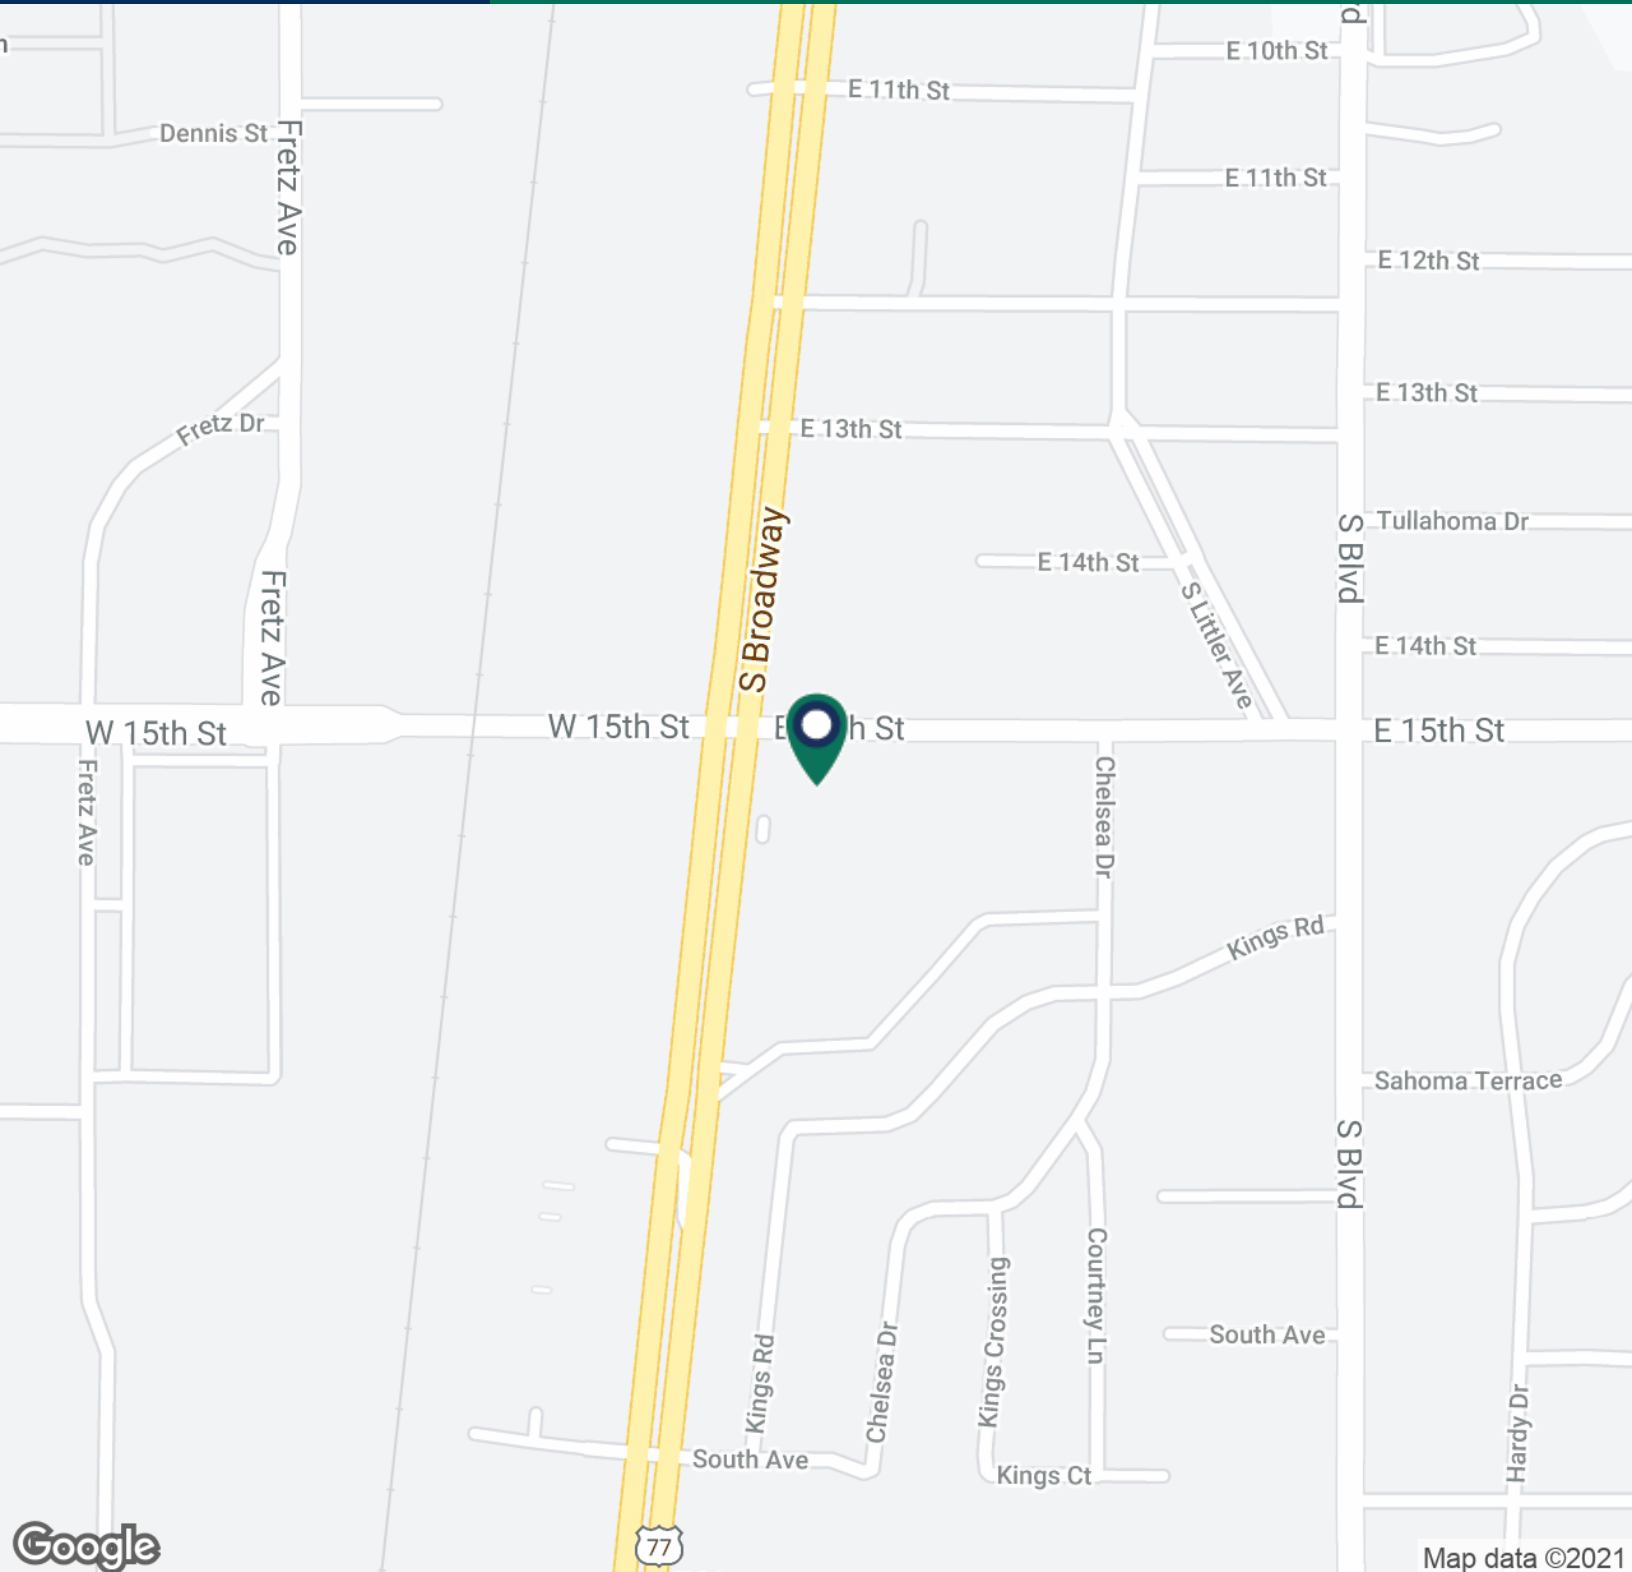 E 10th St
E 11th St
Dennis St
Fretz Ave
E 11th St
E 12th St
E 13th St
Fretz Dr
E 13th St
S Broadway
S Blvd
Tullahoma Dr
E 14th St
Fretz Ave
S Littler Ave
E 14th St
W 15th St
W 15th St
E 15th St
Fretz Ave
Chelsea Dr
Kings Rd
Sahoma Terrace
S Blvd
Courtney Ln
Kings Crossing
Chelsea Dr
Kings Rd
South Ave
Hardy Dr
South Ave
Kings Ct
77
Google
Map data ©2021